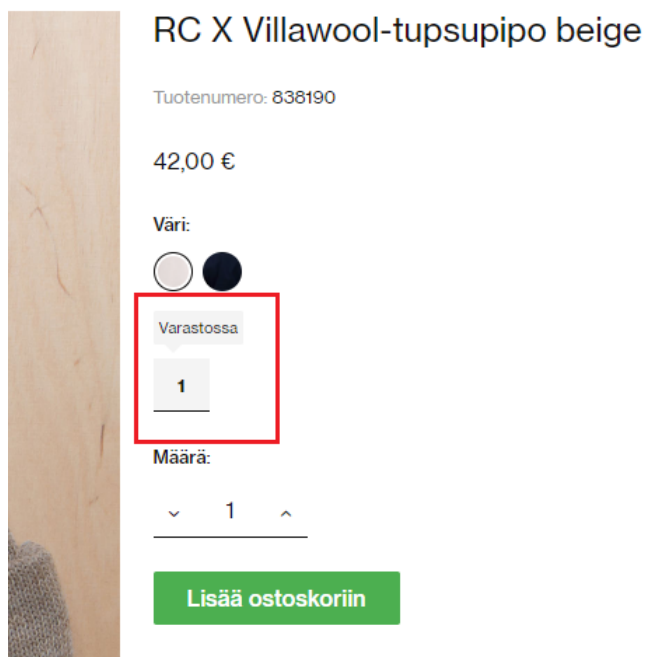 RC X Villawool-tupsupipo beige
Tuotenumero: 838190
42,00 €
Väri:
Varastossa
1
Määrä:
1
Lisää ostoskoriin